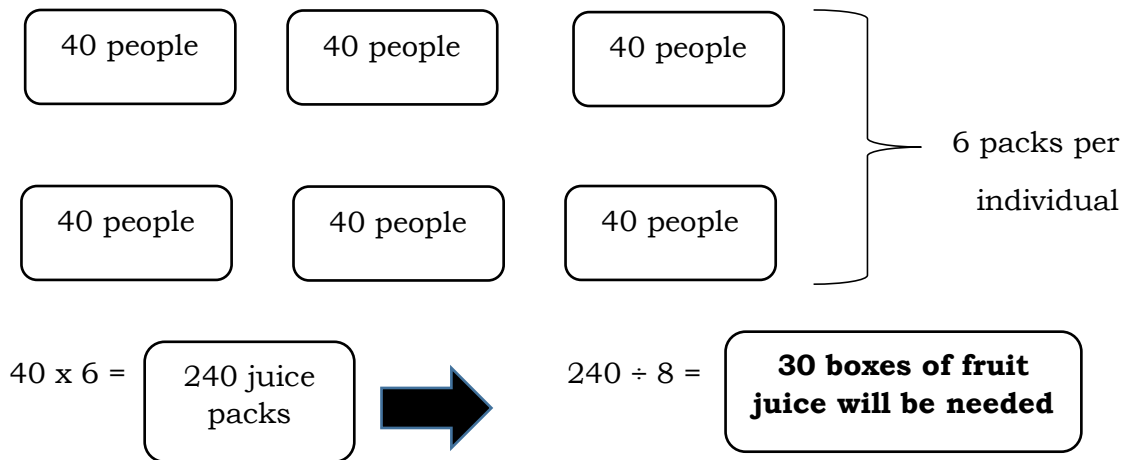 40 people 40 people 40 people
6 packs per
individual
40 people 40 people 40 people
40 x 6 =
240 juice
packs
240 ÷ 8 =
30 boxes of fruit
juice will be needed